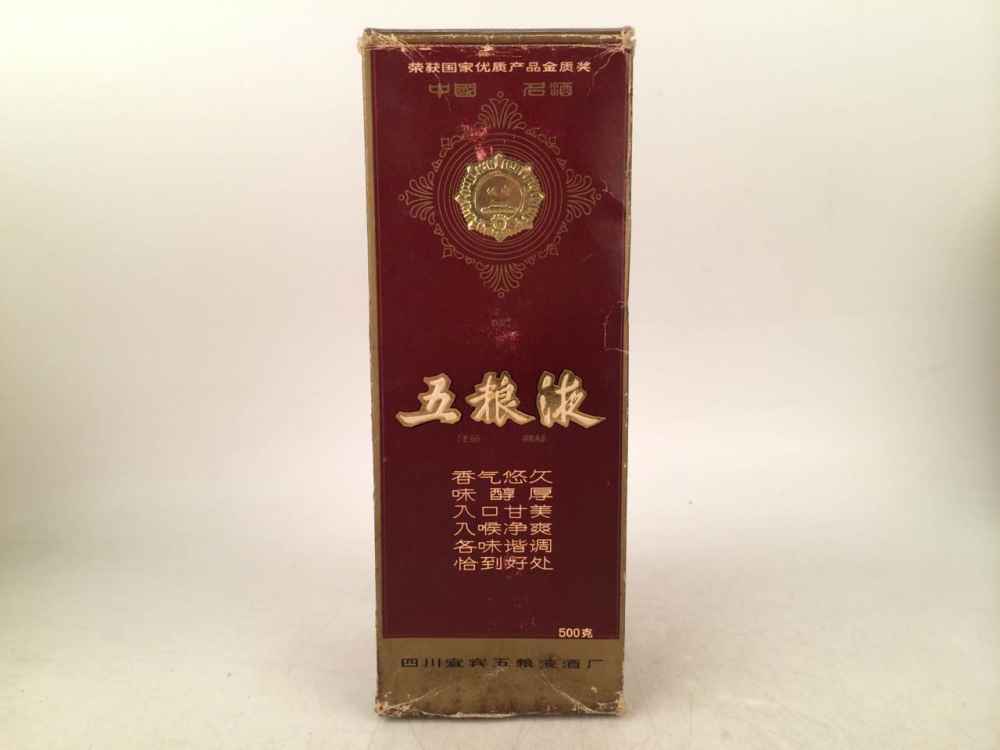 荣获国家优质产品金质奖
中國 名酒
五粮液
香气悠久
味醇厚
入口甘美
入喉净爽
各味谐调
恰到好处
500克
四川宜宾五粮液酒厂